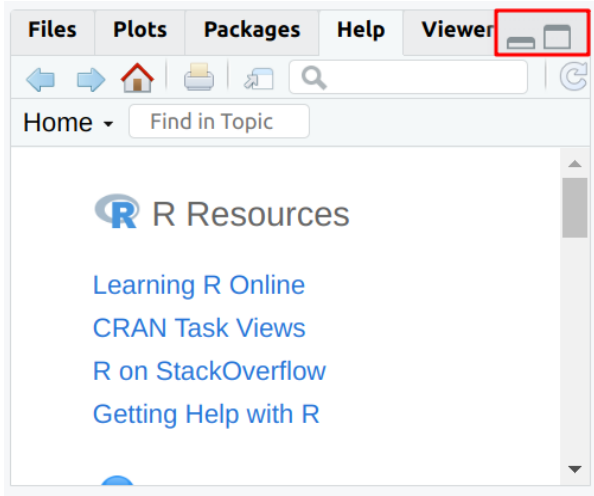 Files Plots Packages Help Viewer
Home Find in Topic
R R Resources
Learning R Online
CRAN Task Views
R on StackOverflow
Getting Help with R